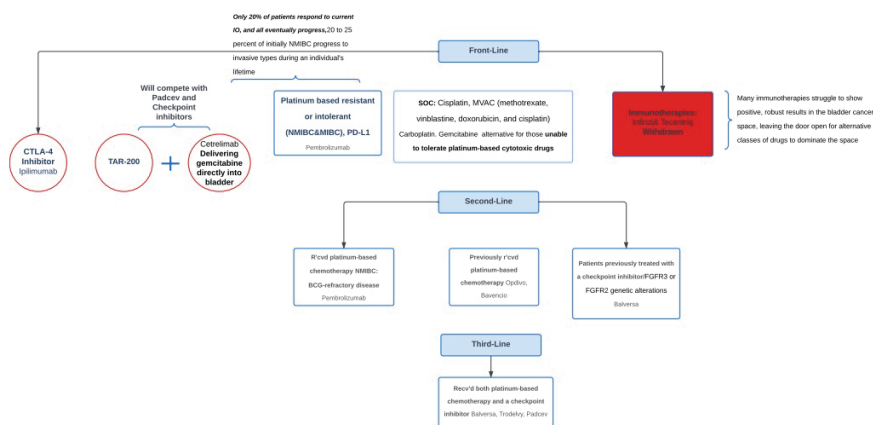 Only 20% of patients respond to current
IO, and all eventually progress, 20 to 25
percent of initially NMIBC progress to
invasive types during an individual's
lifetime
Front-Line
Will compete with
Padcev and
Checkpoint
inhibitors
CTLA-4
Inhibitor
Ipilimumab
TAR-200
+
Cetrelimab
Delivering
gemcitabine
directly into
bladder
Platinum based resistant
or intolerant
(NMIBC&MIBC), PD-L1
Pembrolizumab
SOC: Cisplatin, MVAC (methotrexate,
vinblastine, doxorubicin, and cisplatin)
Carboplatin. Gemcitabine alternative for those unable
to tolerate platinum-based cytotoxic drugs
Immunotherapies:
Tecentriq
Withdrawn
Many immunotherapies struggle to show
positive, robust results in the bladder cancer
space, leaving the door open for alternative
classes of drugs to dominate the space
Second-Line
R'cvd platinum-based
chemotherapy NMIBC:
BCG-refractory disease
Pembrolizumab
Previously r'cvd
platinum-based
chemotherapy Opdivo,
Bavencio
Patients previously treated with
a checkpoint inhibitor/FGFR3 or
FGFR2 genetic alterations
Balversa
Third-Line
Recv'd both platinum-based
chemotherapy and a checkpoint
inhibitor Balversa, Trodelvy, Padcev